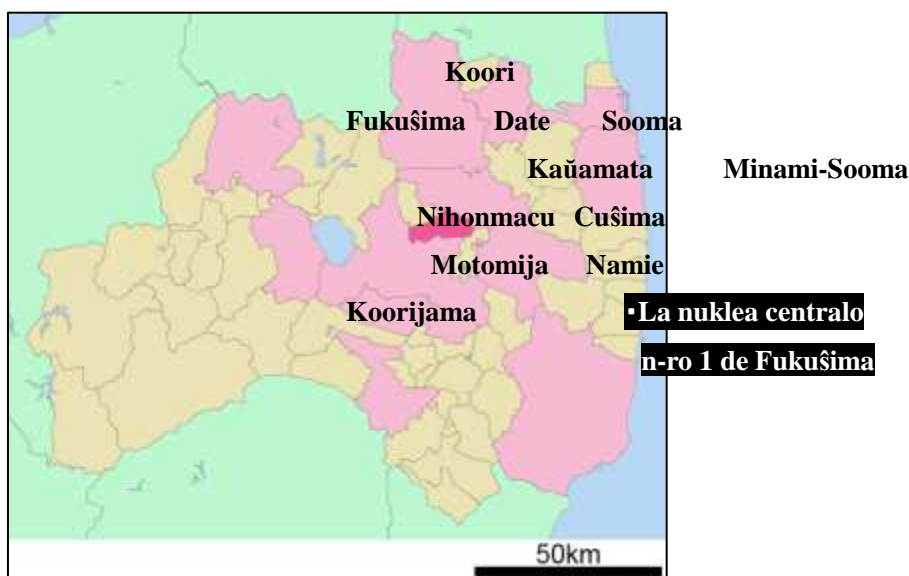 Koori
Fukuŝima Date Sooma
Kaŭamata Minami-Sooma
Nihonmacu Cuŝima
Motomija Namie
Koorijama ・La nuklea centralo
n-ro 1 de Fukuŝima
50km